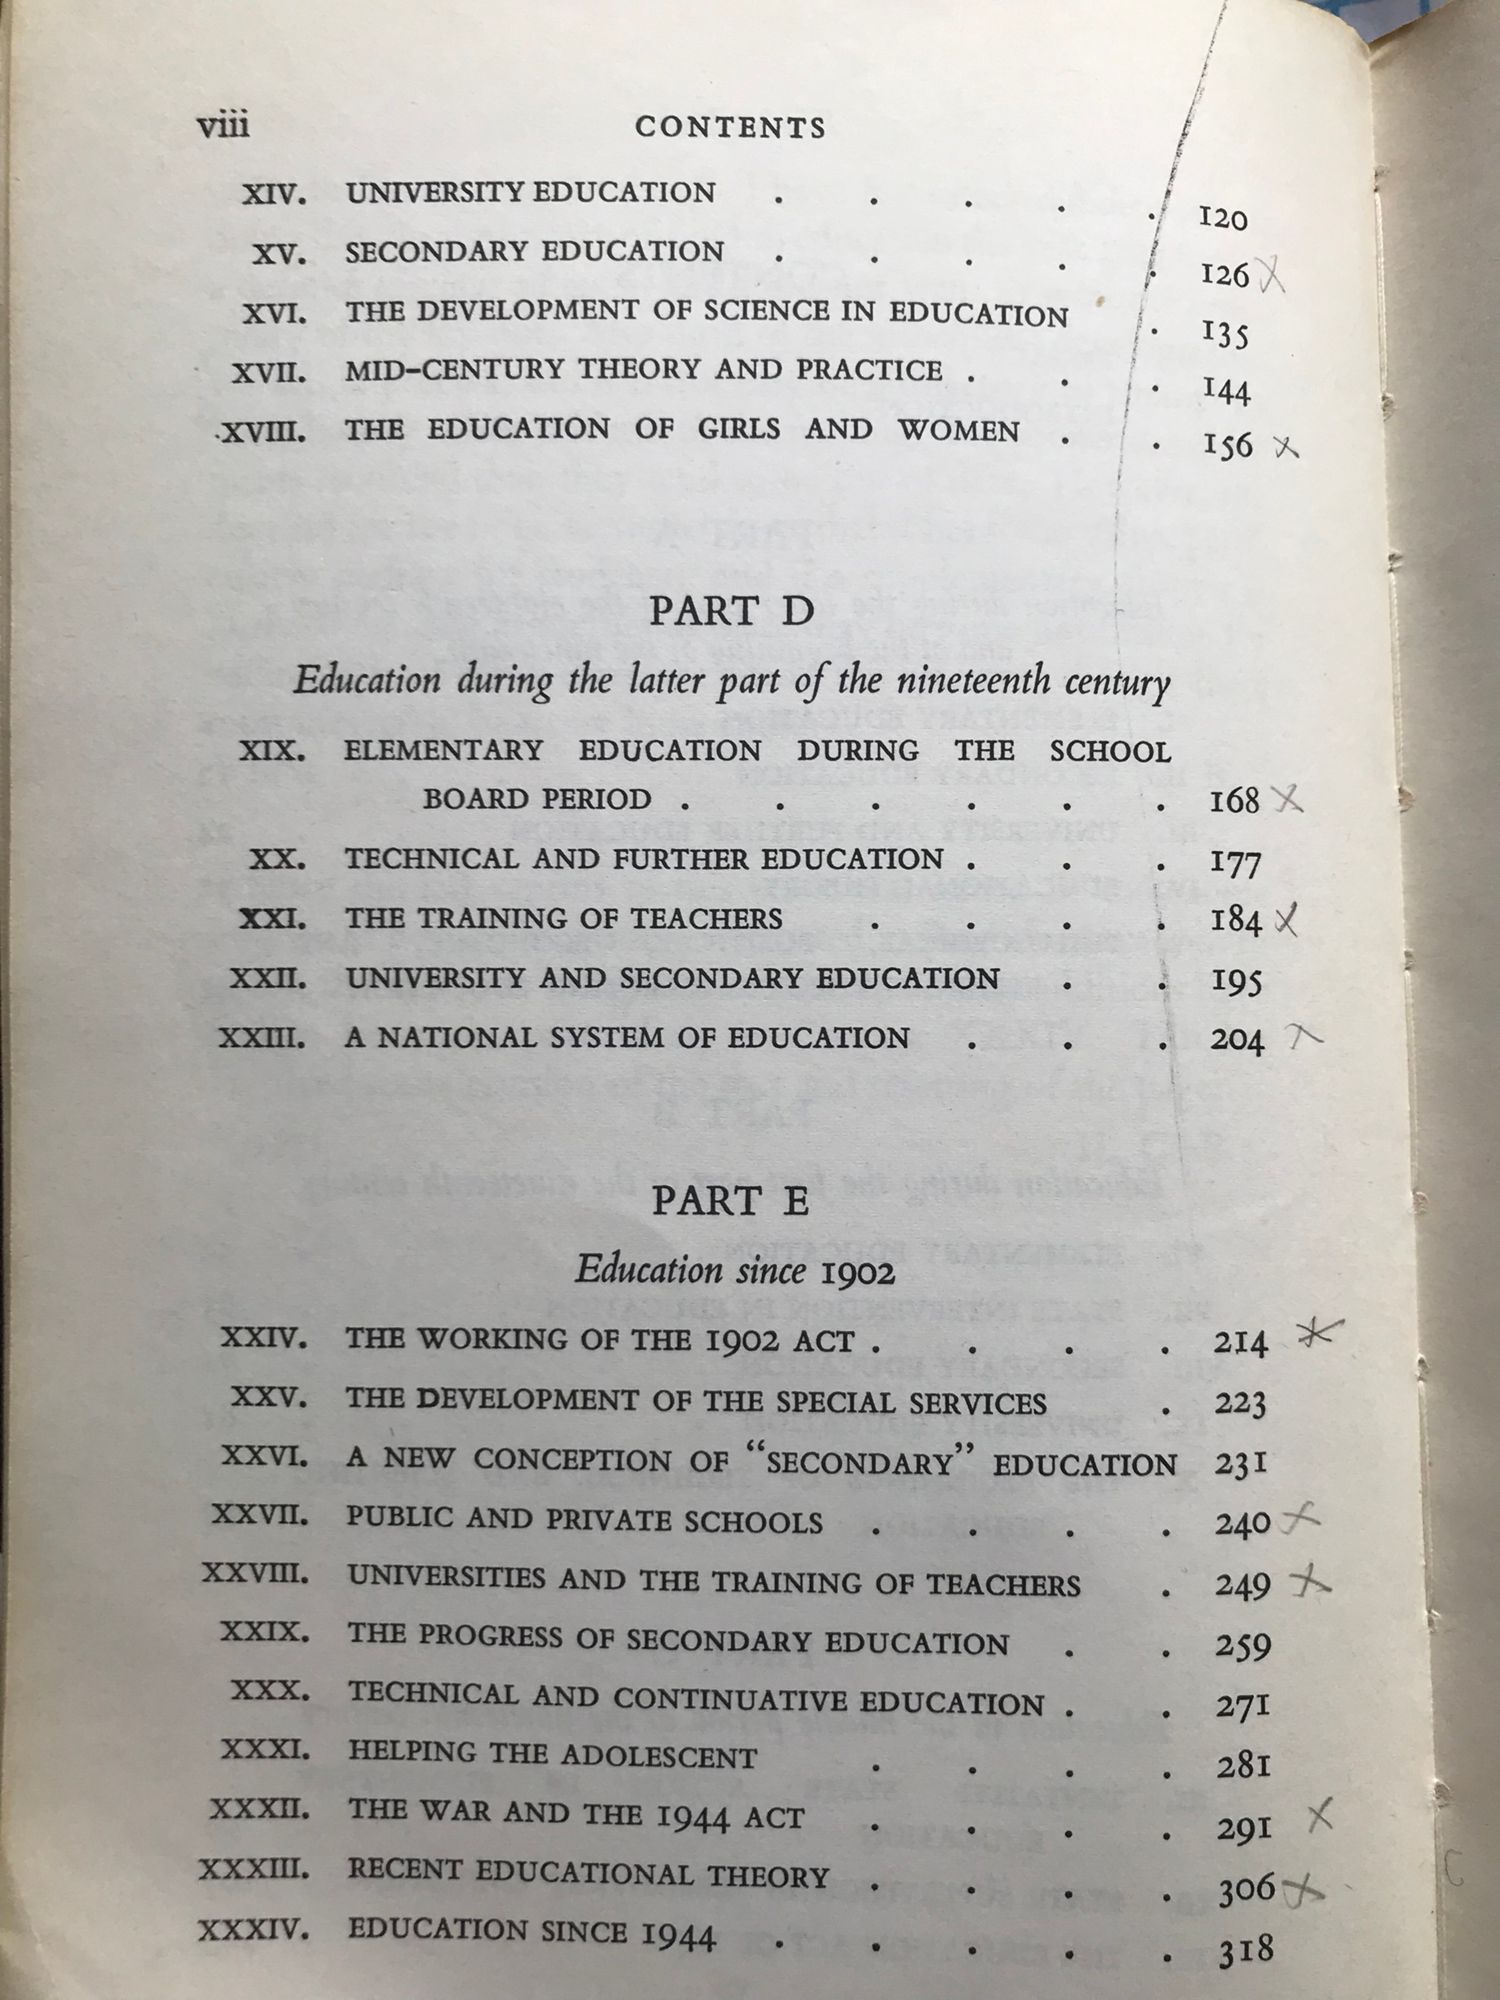 viii CONTENTS
XIV. UNIVERSITY EDUCATION . . . . . 120
XV. SECONDARY EDUCATION . . . . . 126 x
XVI. THE DEVELOPMENT OF SCIENCE IN EDUCATION . 135
XVII. MID-CENTURY THEORY AND PRACTICE . . . 144
XVIII. THE EDUCATION OF GIRLS AND WOMEN . . 156 x
PART D
Education during the latter part of the nineteenth century
XIX. ELEMENTARY EDUCATION DURING THE SCHOOL
BOARD PERIOD . . . . . . 168 x
XX. TECHNICAL AND FURTHER EDUCATION . . . 177
XXI. THE TRAINING OF TEACHERS . . . . 184 x
XXII. UNIVERSITY AND SECONDARY EDUCATION . . 195
XXIII. A NATIONAL SYSTEM OF EDUCATION . . . 204 x
PART E
Education since 1902
XXIV. THE WORKING OF THE 1902 ACT . . . . 214 *
XXV. THE DEVELOPMENT OF THE SPECIAL SERVICES . 223
XXVI. A NEW CONCEPTION OF “SECONDARY” EDUCATION 231
XXVII. PUBLIC AND PRIVATE SCHOOLS . . . . 240 x
XXVIII. UNIVERSITIES AND THE TRAINING OF TEACHERS . 249 x
XXIX. THE PROGRESS OF SECONDARY EDUCATION . . 259
XXX. TECHNICAL AND CONTINUATIVE EDUCATION . . 271
XXXI. HELPING THE ADOLESCENT . . . . 281
XXXII. THE WAR AND THE 1944 ACT . . . . 291 x
XXXIII. RECENT EDUCATIONAL THEORY . . . . 306 x
XXXIV. EDUCATION SINCE 1944 . . . . . 318